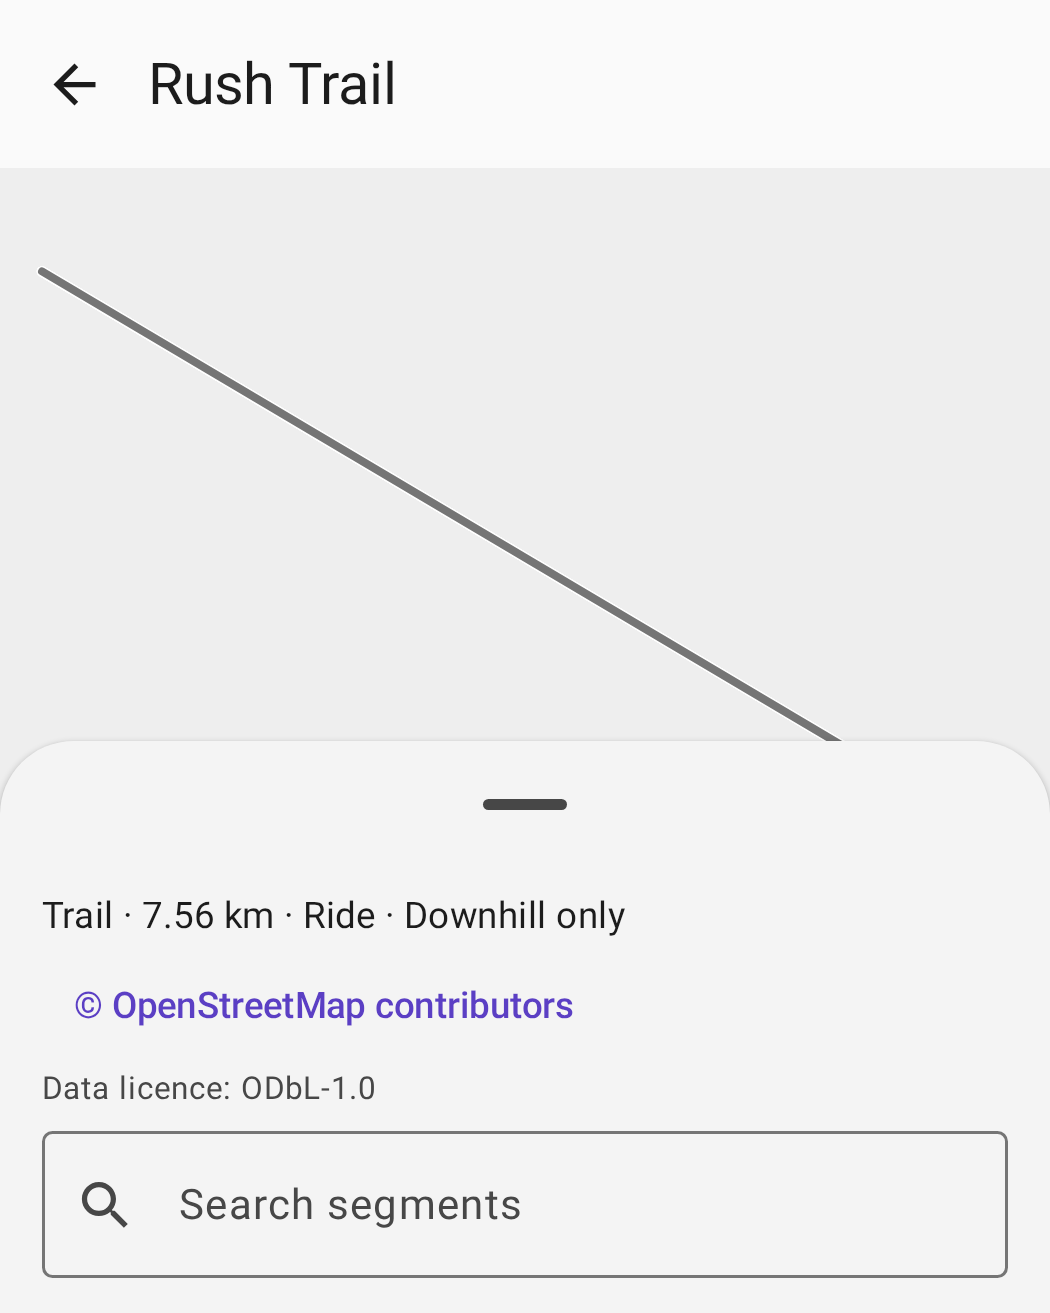 Rush Trail
Trail · 7.56 km · Ride · Downhill only
© OpenStreetMap contributors
Data licence: ODbL-1.0
Search segments